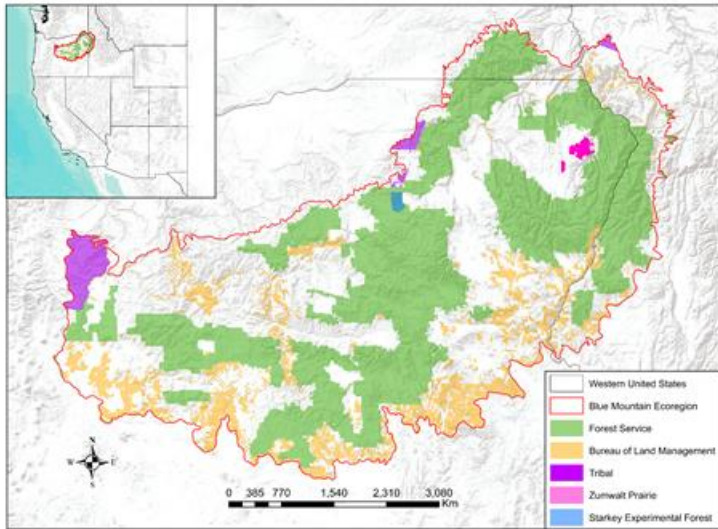 Western United States
Blue Mountain Ecoregion
Forest Service
Bureau of Land Management
Tribal
Zumwalt Prairie
Starkey Experimental Forest
N
W
S
0 385 770 1,540 2,310 3,080
Km